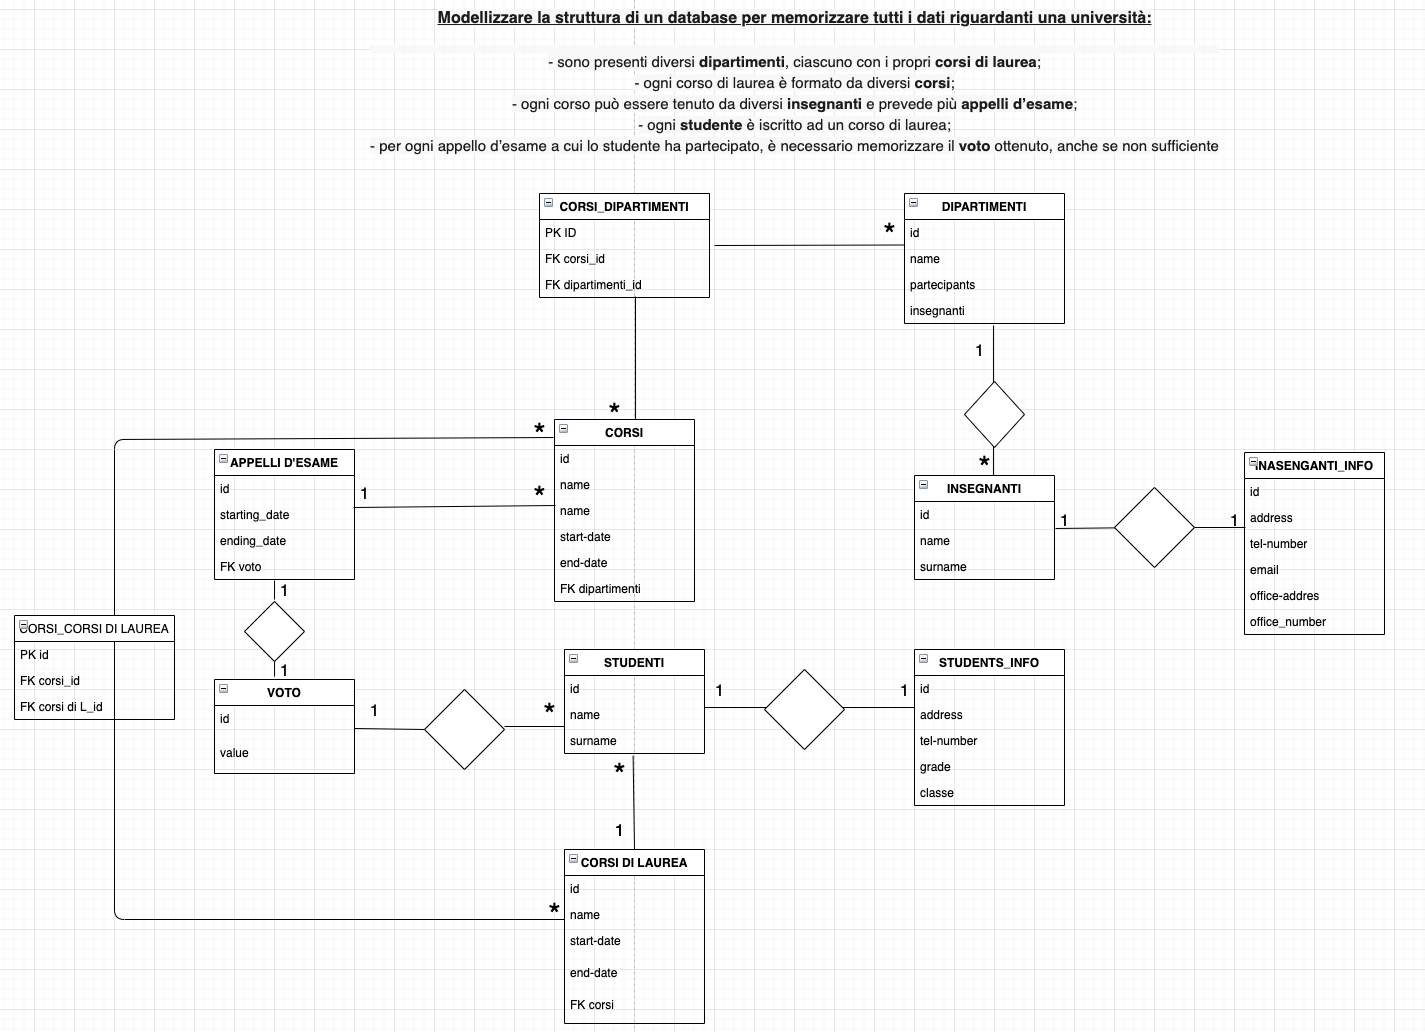 Modellizzare la struttura di un database per memorizzare tutti i dati riguardanti una università:
- sono presenti diversi dipartimenti, ciascuno con i propri corsi di laurea;
- ogni corso di laurea è formato da diversi corsi;
- ogni corso può essere tenuto da diversi insegnanti e prevede più appelli d'esame;
- ogni studente è iscritto ad un corso di laurea;
- per ogni appello d'esame a cui lo studente ha partecipato, è necessario memorizzare il voto ottenuto, anche se non sufficiente
CORSI_DIPARTIMENTI
PK ID
FK corsi_id
FK dipartimenti_id
*
DIPARTIMENTI
id
name
partecipants
insegnanti
1
*
*
*
CORSI
id
name
name
start-date
end-date
FK dipartimenti
APPELLI D'ESAME
id
starting_date
ending_date
FK voto
1
*
*
INSEGNANTI
id
name
surname
1
1
INASENGANTI_INFO
id
address
tel-number
email
office-addres
office_number
1
1
CORSI_CORSI DI LAUREA
PK id
FK corsi_id
FK corsi di L_id
VOTO
id
value
1
*
STUDENTI
id
name
surname
1
1
STUDENTS_INFO
id
address
tel-number
grade
classe
*
1
CORSI DI LAUREA
id
name
start-date
end-date
FK corsi